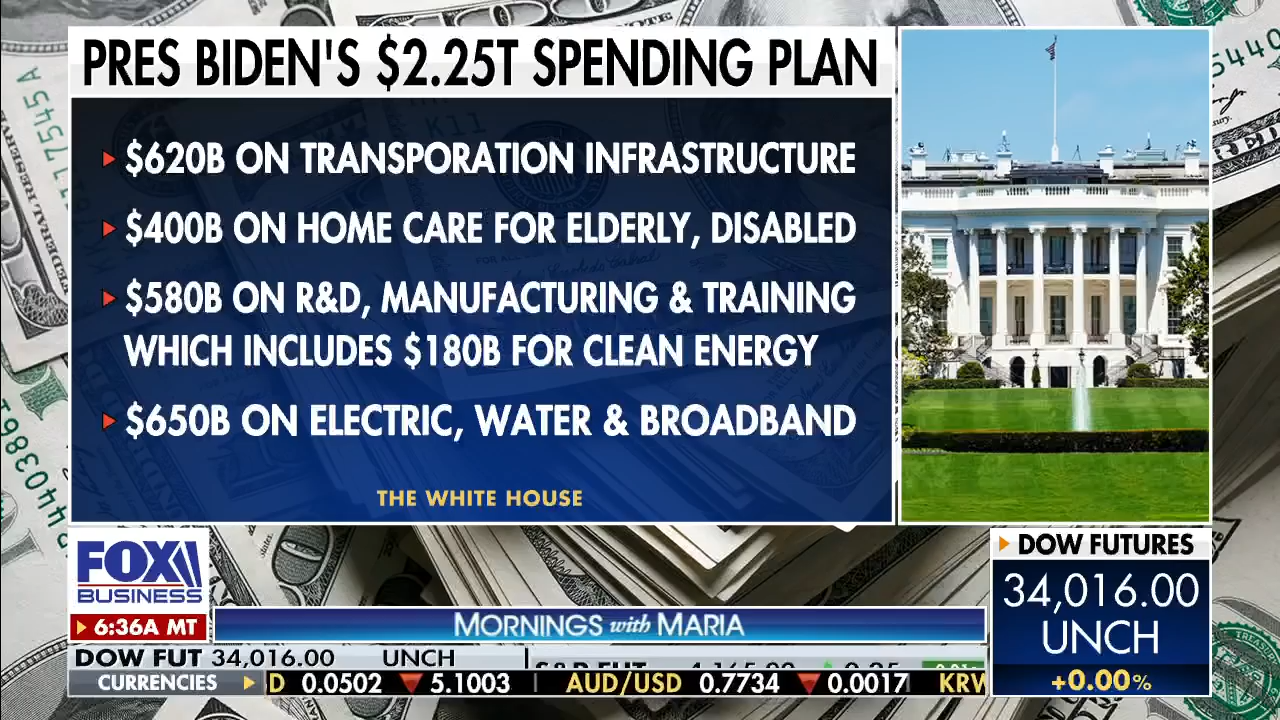 PRES BIDEN'S $2.25T SPENDING PLAN
$620B ON TRANSPORATION INFRASTRUCTURE
$400B ON HOME CARE FOR ELDERLY, DISABLED
$580B ON R&D, MANUFACTURING & TRAINING
WHICH INCLUDES $180B FOR CLEAN ENERGY
$650B ON ELECTRIC, WATER & BROADBAND
THE WHITE HOUSE
FOX
BUSINESS
6:36A MT
MORNINGS with MARIA
DOW FUTURES
34,016.00
UNCH
+0.00%
DOW FUT 34,016.00 UNCH
CURRENCIES D 0.0502 5.1003 AUD/USD 0.7734 0.0017 KRW